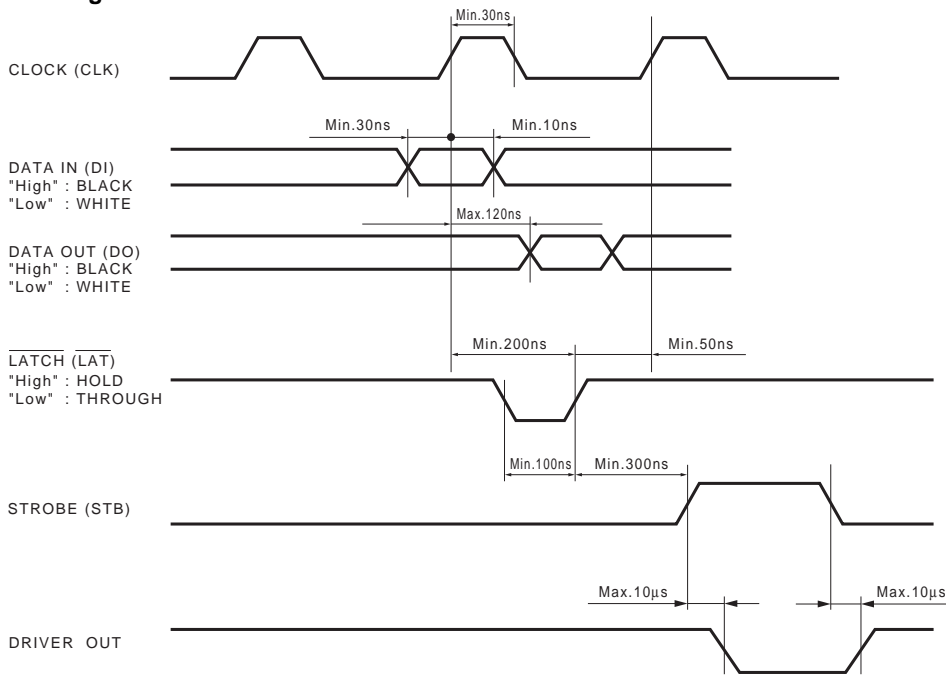 Min.30ns
CLOCK (CLK)
Min.30ns
Min.10ns
DATA IN (DI)
"High" : BLACK
"Low" : WHITE
Max.120ns
DATA OUT (DO)
"High" : BLACK
"Low" : WHITE
Min.200ns
Min.50ns
LATCH (LAT)
"High" : HOLD
"Low" : THROUGH
Min.100ns
Min.300ns
STROBE (STB)
Max.10µs
Max.10µs
DRIVER OUT